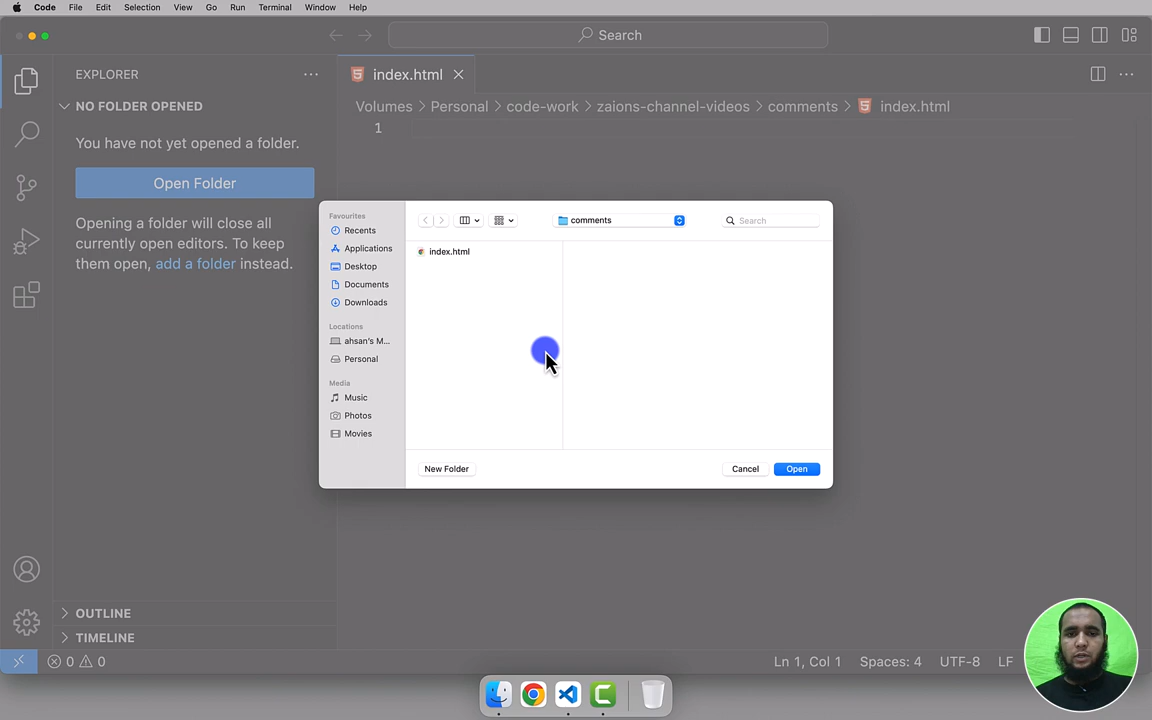 Code File Edit Selection View Go Run Terminal Window Help
Search
EXPLORER
index.html
NO FOLDER OPENED
Volumes > Personal > code-work > zaions-channel-videos > comments > index.html
1
You have not yet opened a folder.
Open Folder
Opening a folder will close all
currently open editors. To keep
them open, add a folder instead.
Favourites
Recents
Applications
Desktop
Documents
Downloads
Locations
ahsan's M...
Personal
Media
Music
Photos
Movies
comments
Search
index.html
New Folder
Cancel
Open
OUTLINE
TIMELINE
0 0
Ln 1, Col 1 Spaces: 4 UTF-8 LF